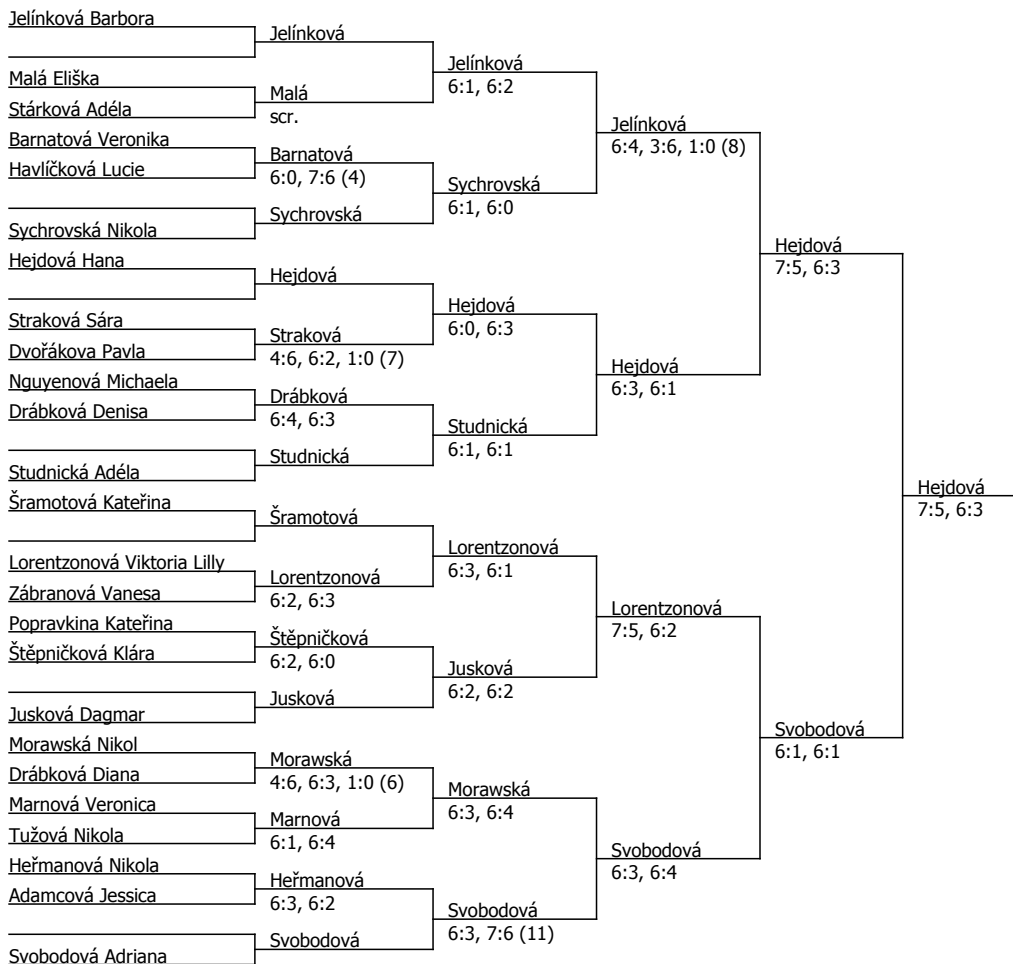 Jelínková Barbora
Malá Eliška
Stárková Adéla
Barnatová Veronika
Havlíčková Lucie
Sychrovská Nikola
Hejdová Hana
Straková Sára
Dvořákova Pavla
Nguyenová Michaela
Drábková Denisa
Studnická Adéla
Šramotová Kateřina
Lorentzonová Viktoria Lilly
Zábranová Vanesa
Popravkina Kateřina
Štěpničková Klára
Jusková Dagmar
Morawská Nikol
Drábková Diana
Marnová Veronica
Tužová Nikola
Heřmanová Nikola
Adamcová Jessica
Svobodová Adriana
Jelínková
Malá
scr.
Barnatová
6:0, 7:6 (4)
Sychrovská
Hejdová
Straková
4:6, 6:2, 1:0 (7)
Drábková
6:4, 6:3
Studnická
Šramotová
Lorentzonová
6:2, 6:3
Štěpničková
6:2, 6:0
Jusková
Morawská
4:6, 6:3, 1:0 (6)
Marnová
6:1, 6:4
Heřmanová
6:3, 6:2
Svobodová
Jelínková
6:1, 6:2
Sychrovská
6:1, 6:0
Hejdová
6:0, 6:3
Studnická
6:1, 6:1
Lorentzonová
6:3, 6:1
Jusková
6:2, 6:2
Morawská
6:3, 6:4
Svobodová
6:3, 7:6 (11)
Jelínková
6:4, 3:6, 1:0 (8)
Hejdová
6:3, 6:1
Lorentzonová
7:5, 6:2
Svobodová
6:3, 6:4
Hejdová
7:5, 6:3
Svobodová
6:1, 6:1
Hejdová
7:5, 6:3